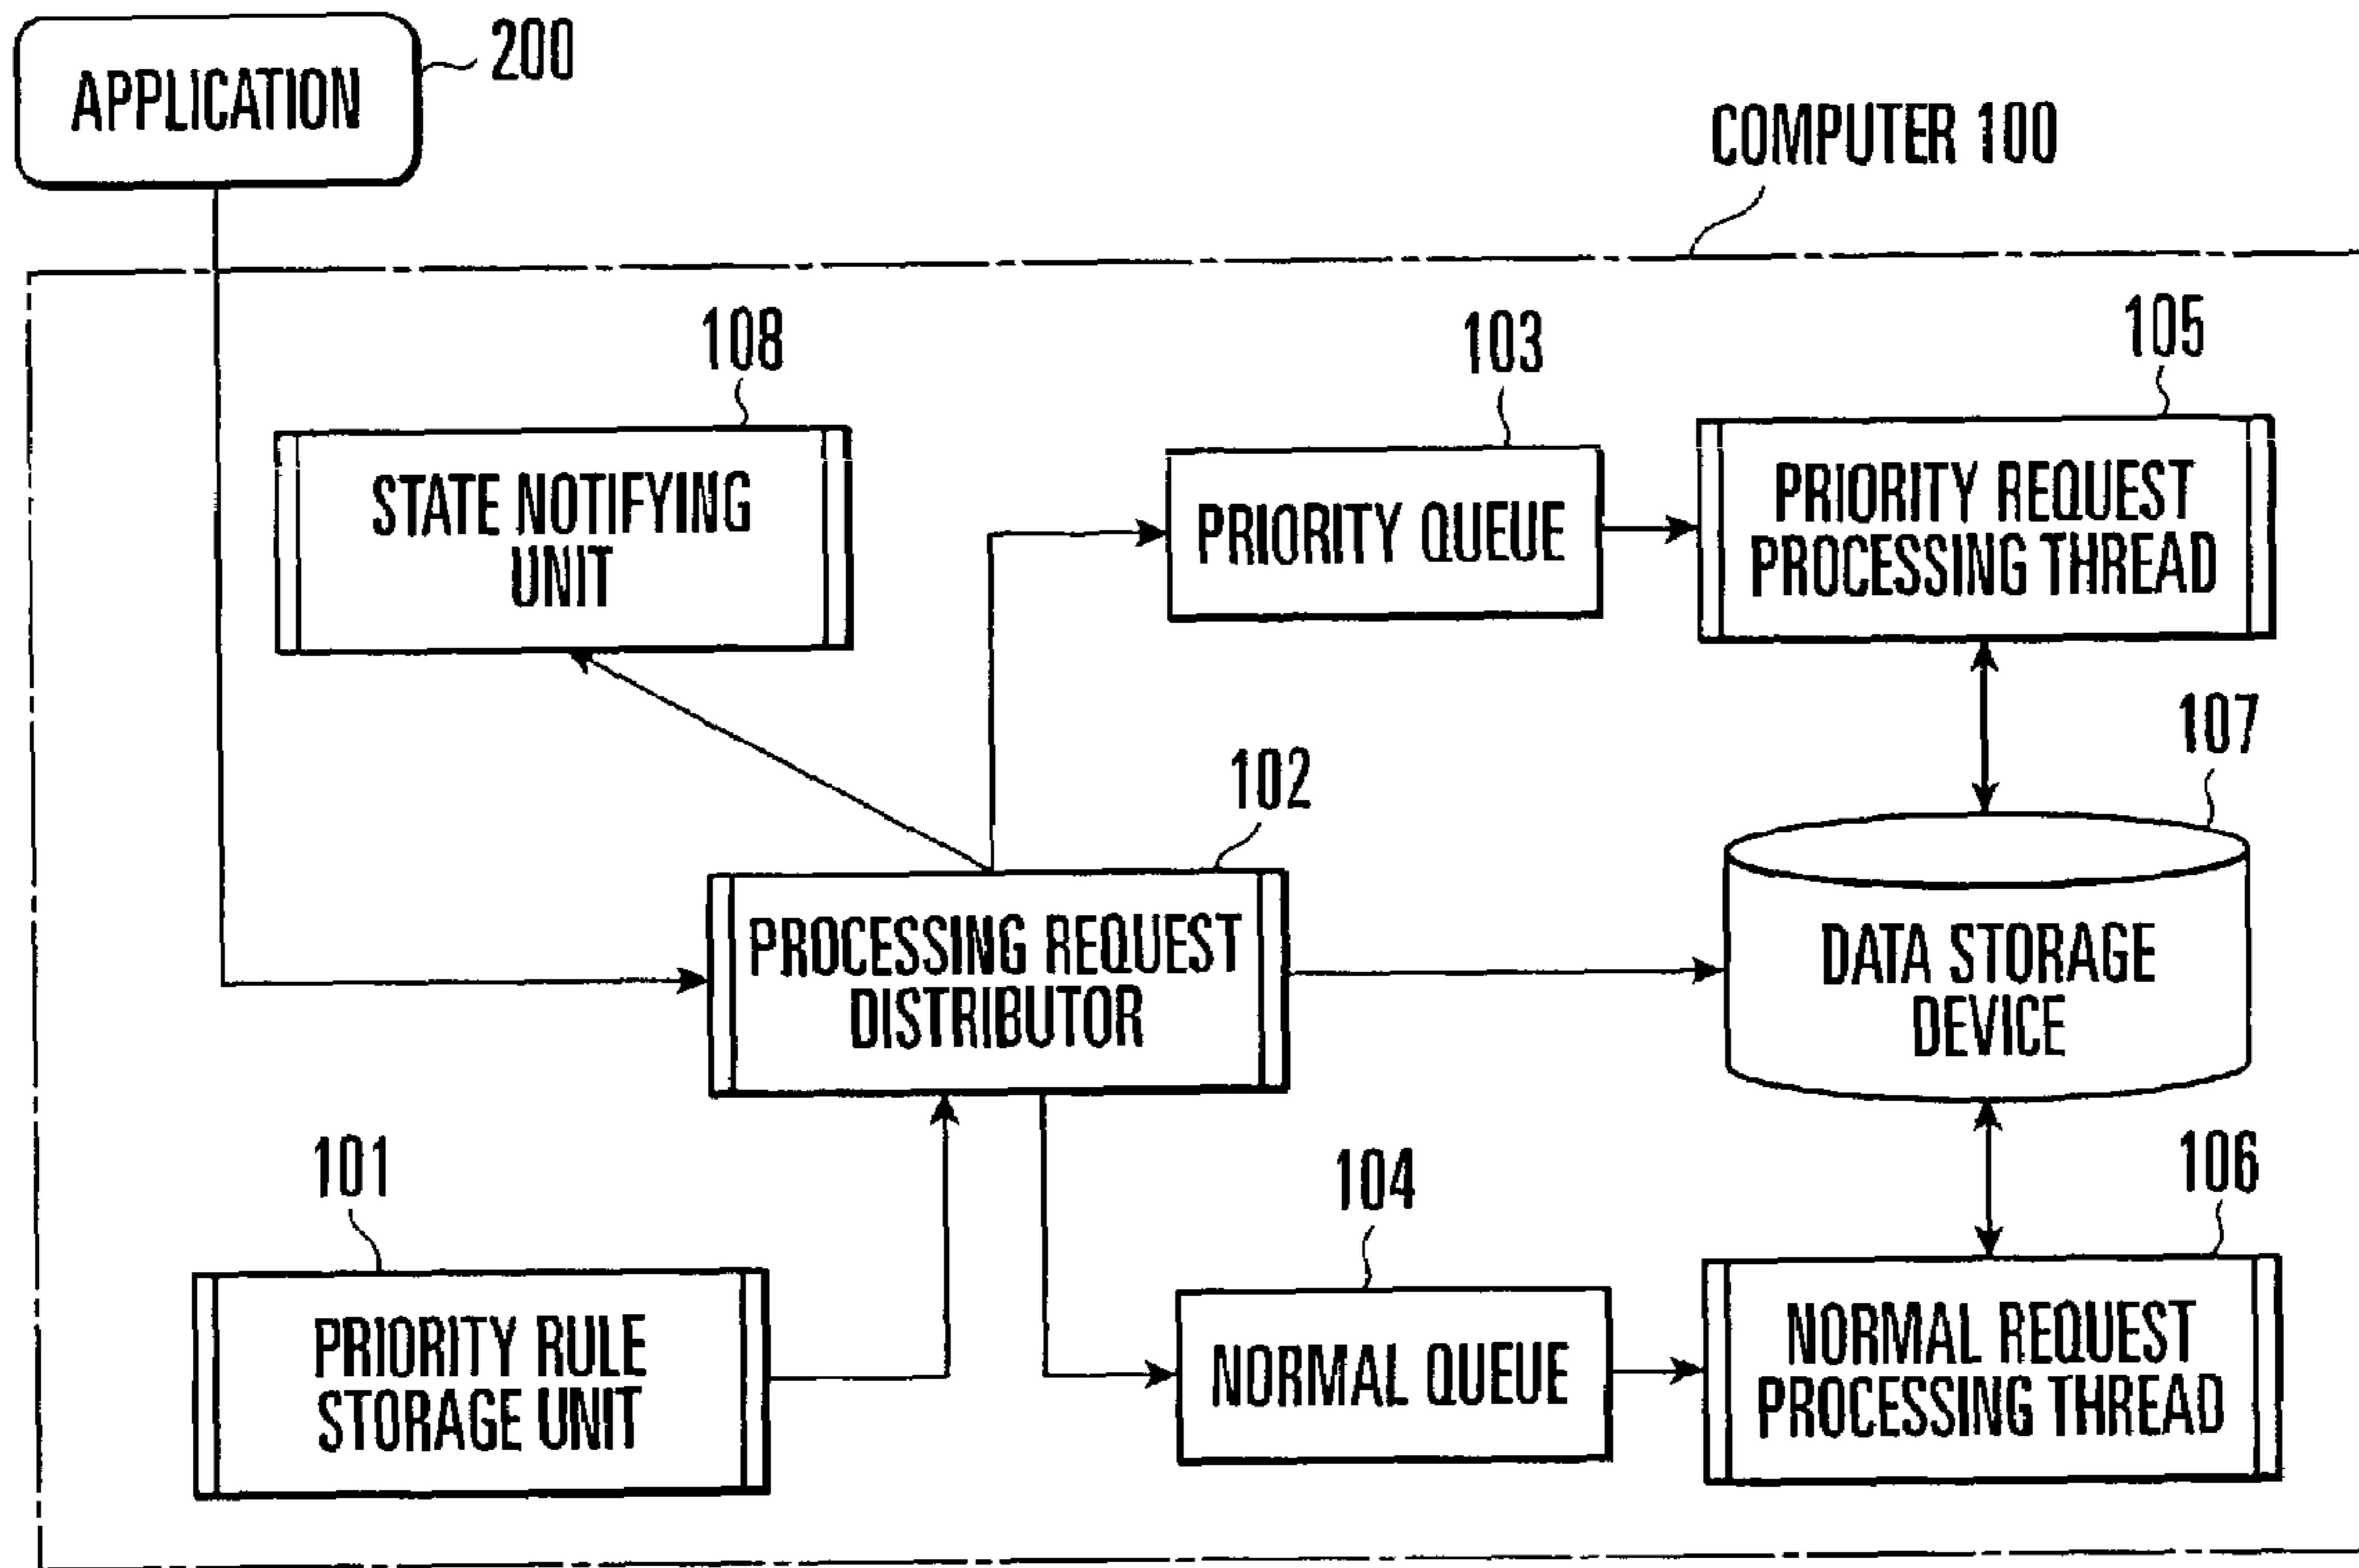 APPLICATION
200
COMPUTER 100
108
103
105
STATE NOTIFYING
UNIT
PRIORITY QUEUE
PRIORITY REQUEST
PROCESSING THREAD
107
102
PROCESSING REQUEST
DISTRIBUTOR
DATA STORAGE
DEVICE
101
104
106
PRIORITY RULE
STORAGE UNIT
NORMAL QUEUE
NORMAL REQUEST
PROCESSING THREAD